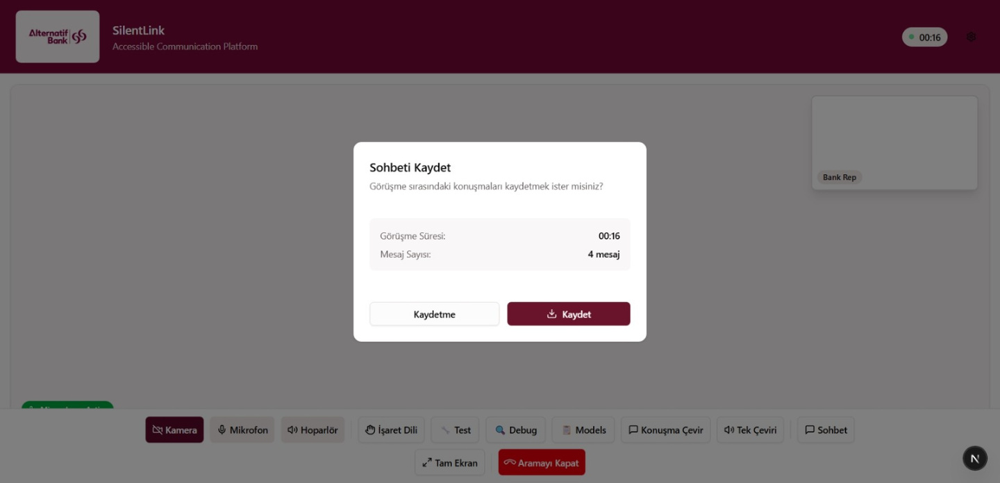 Alternatif
Bank
SilentLink
Accessible Communication Platform
00:16
Bank Rep
Sohbeti Kaydet
Görüşme sırasındaki konuşmaları kaydetmek ister misiniz?
Görüşme Süresi: 00:16
Mesaj Sayısı: 4 mesaj
Kaydetme Kaydet
Kamera Mikrofon Hoparlör İşaret Dili Test Debug Models Konuşma Çevir Tek Çeviri Sohbet
Tam Ekran Aramayı Kapat
N